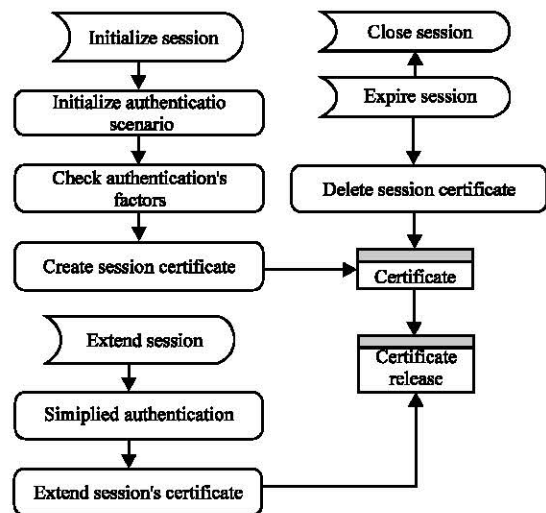 Initialize session
Initialize authenticatio
scenario
Check authentication's
factors
Create session certificate
Extend session
Simiplied authentication
Extend session's certificate
Close session
Expire session
Delete session certificate
Certificate
Certificate
release